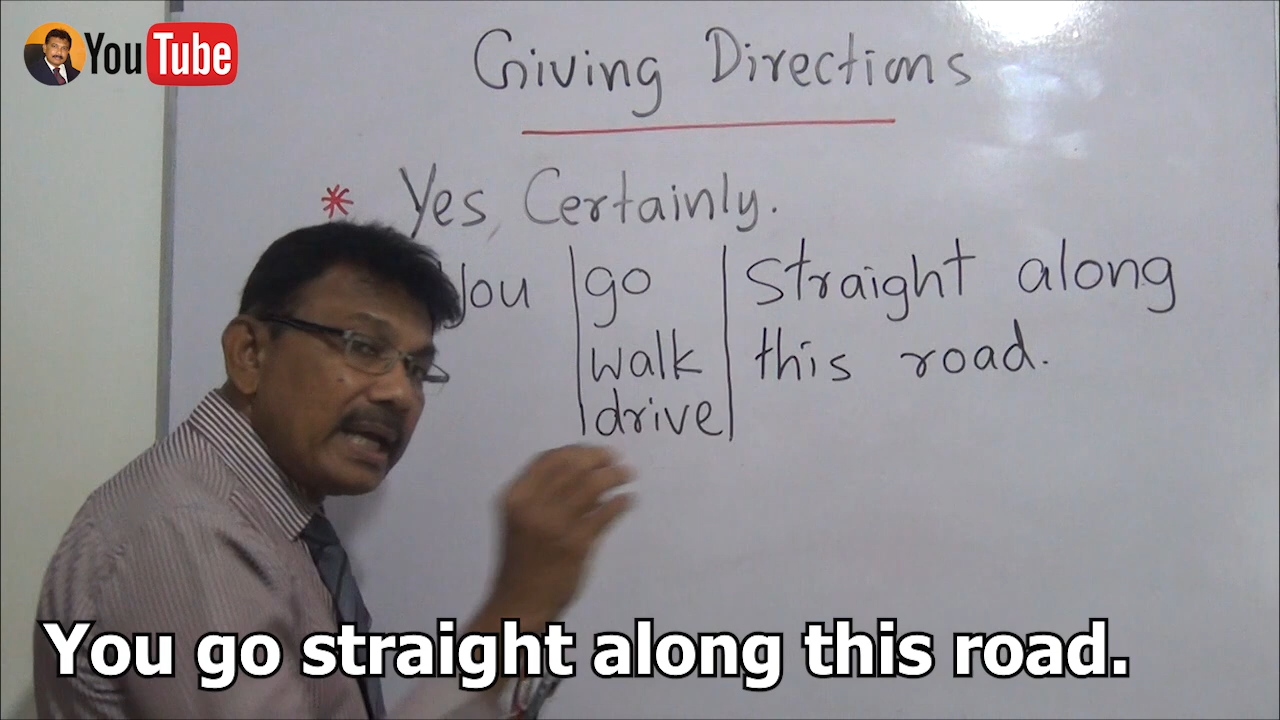 YouTube
Giving Directions
* Yes, Certainly.
You | go | Straight along
walk | this road.
drive
You go straight along this road.